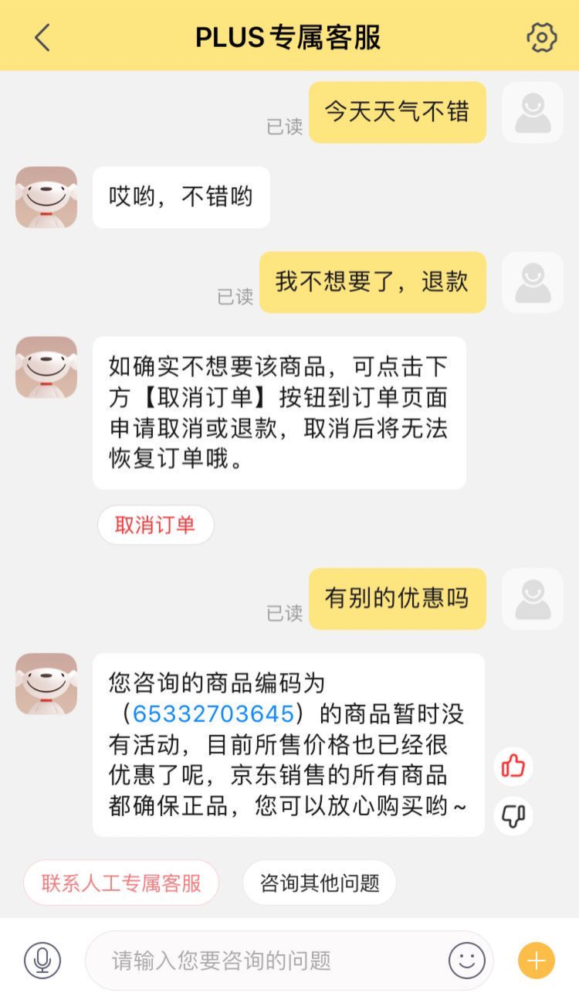 PLUS专属客服
今天天气不错
已读
哎哟，不错哟
我不想要了，退款
已读
如确实不想要该商品，可点击下
方【取消订单】按钮到订单页面
申请取消或退款，取消后将无法
恢复订单哦。
取消订单
有别的优惠吗
已读
您咨询的商品编码为
（65332703645）的商品暂时没
有活动，目前所售价格也已经很
优惠了呢，京东销售的所有商品
都确保正品，您可以放心购买哟~
联系人工专属客服
咨询其他问题
请输入您要咨询的问题